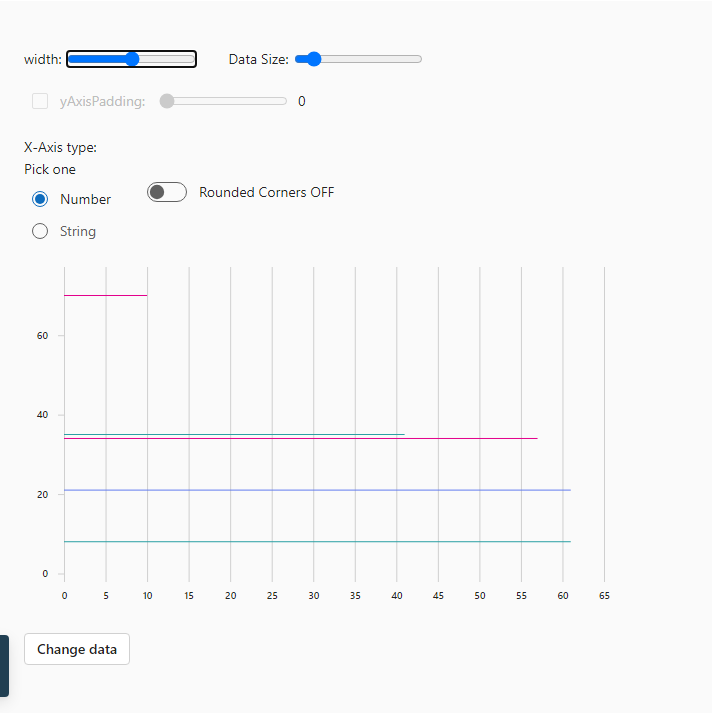 width: Data Size:
yAxisPadding: 0
X-Axis type:
Pick one
Number
Rounded Corners OFF
String
60
40
20
0
0 5 10 15 20 25 30 35 40 45 50 55 60 65
Change data